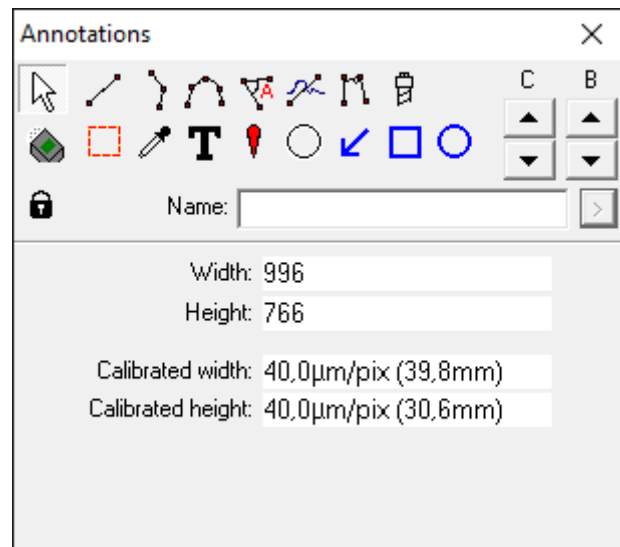 Annotations
C B
A
T
Name:
Width: 996
Height: 766
Calibrated width: 40,0µm/pix (39,8mm)
Calibrated height: 40,0µm/pix (30,6mm)